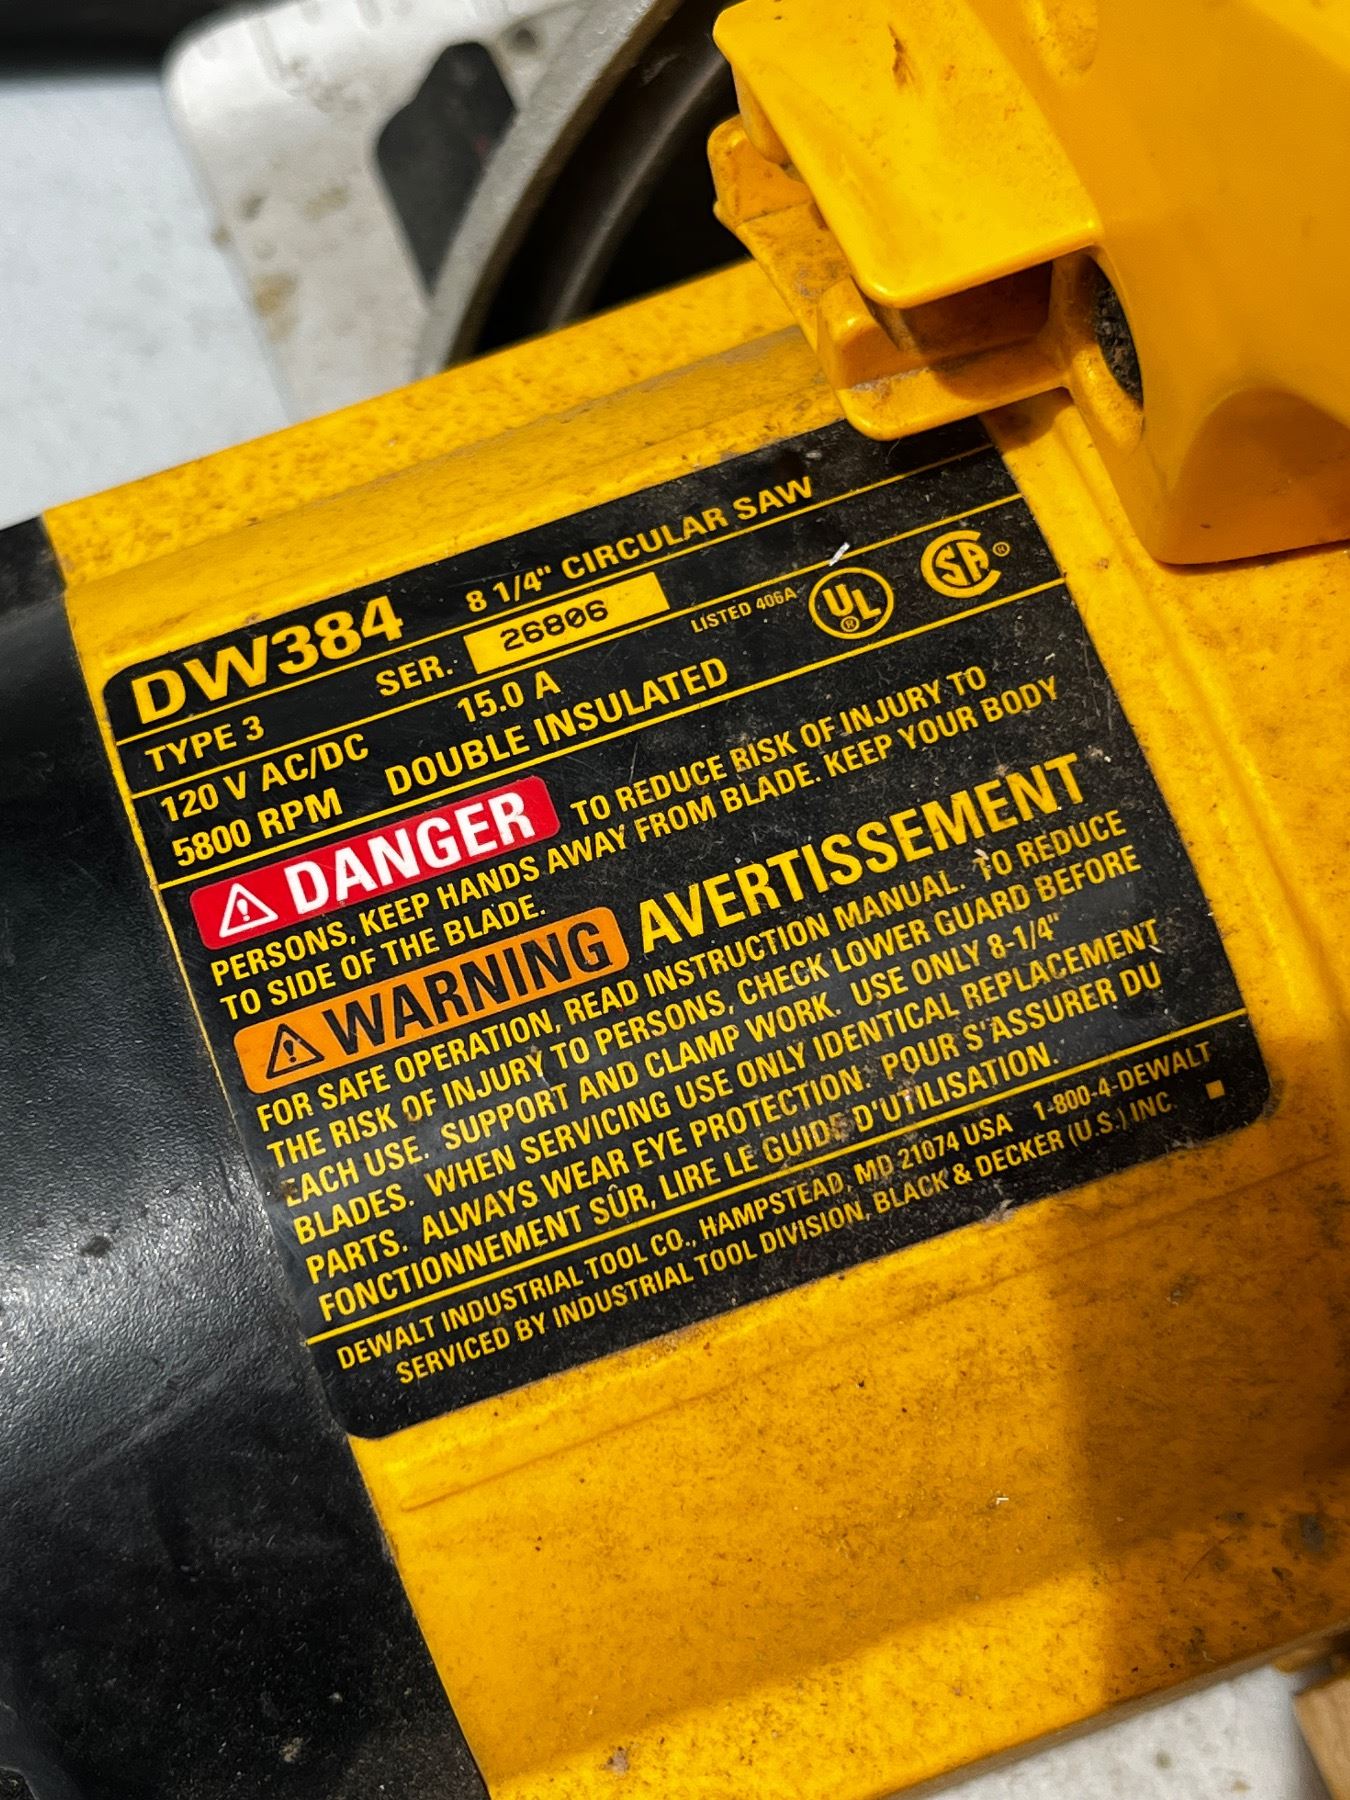 DW384 8 1/4" CIRCULAR SAW
TYPE 3 SER. 26806 LISTED 406A UL ® SA ®
120 V AC/DC 15.0 A
5800 RPM DOUBLE INSULATED
DANGER TO REDUCE RISK OF INJURY TO
PERSONS, KEEP HANDS AWAY FROM BLADE. KEEP YOUR BODY
TO SIDE OF THE BLADE.
WARNING AVERTISSEMENT
FOR SAFE OPERATION, READ INSTRUCTION MANUAL. TO REDUCE
THE RISK OF INJURY TO PERSONS, CHECK LOWER GUARD BEFORE
EACH USE. SUPPORT AND CLAMP WORK. USE ONLY 8-1/4"
BLADES. WHEN SERVICING USE ONLY IDENTICAL REPLACEMENT
PARTS. ALWAYS WEAR EYE PROTECTION. POUR S'ASSURER DU
FONCTIONNEMENT SÛR, LIRE LE GUIDE D'UTILISATION.
DEWALT INDUSTRIAL TOOL CO., HAMPSTEAD, MD 21074 USA 1-800-4-DEWALT
SERVICED BY INDUSTRIAL TOOL DIVISION, BLACK & DECKER (U.S.) INC.